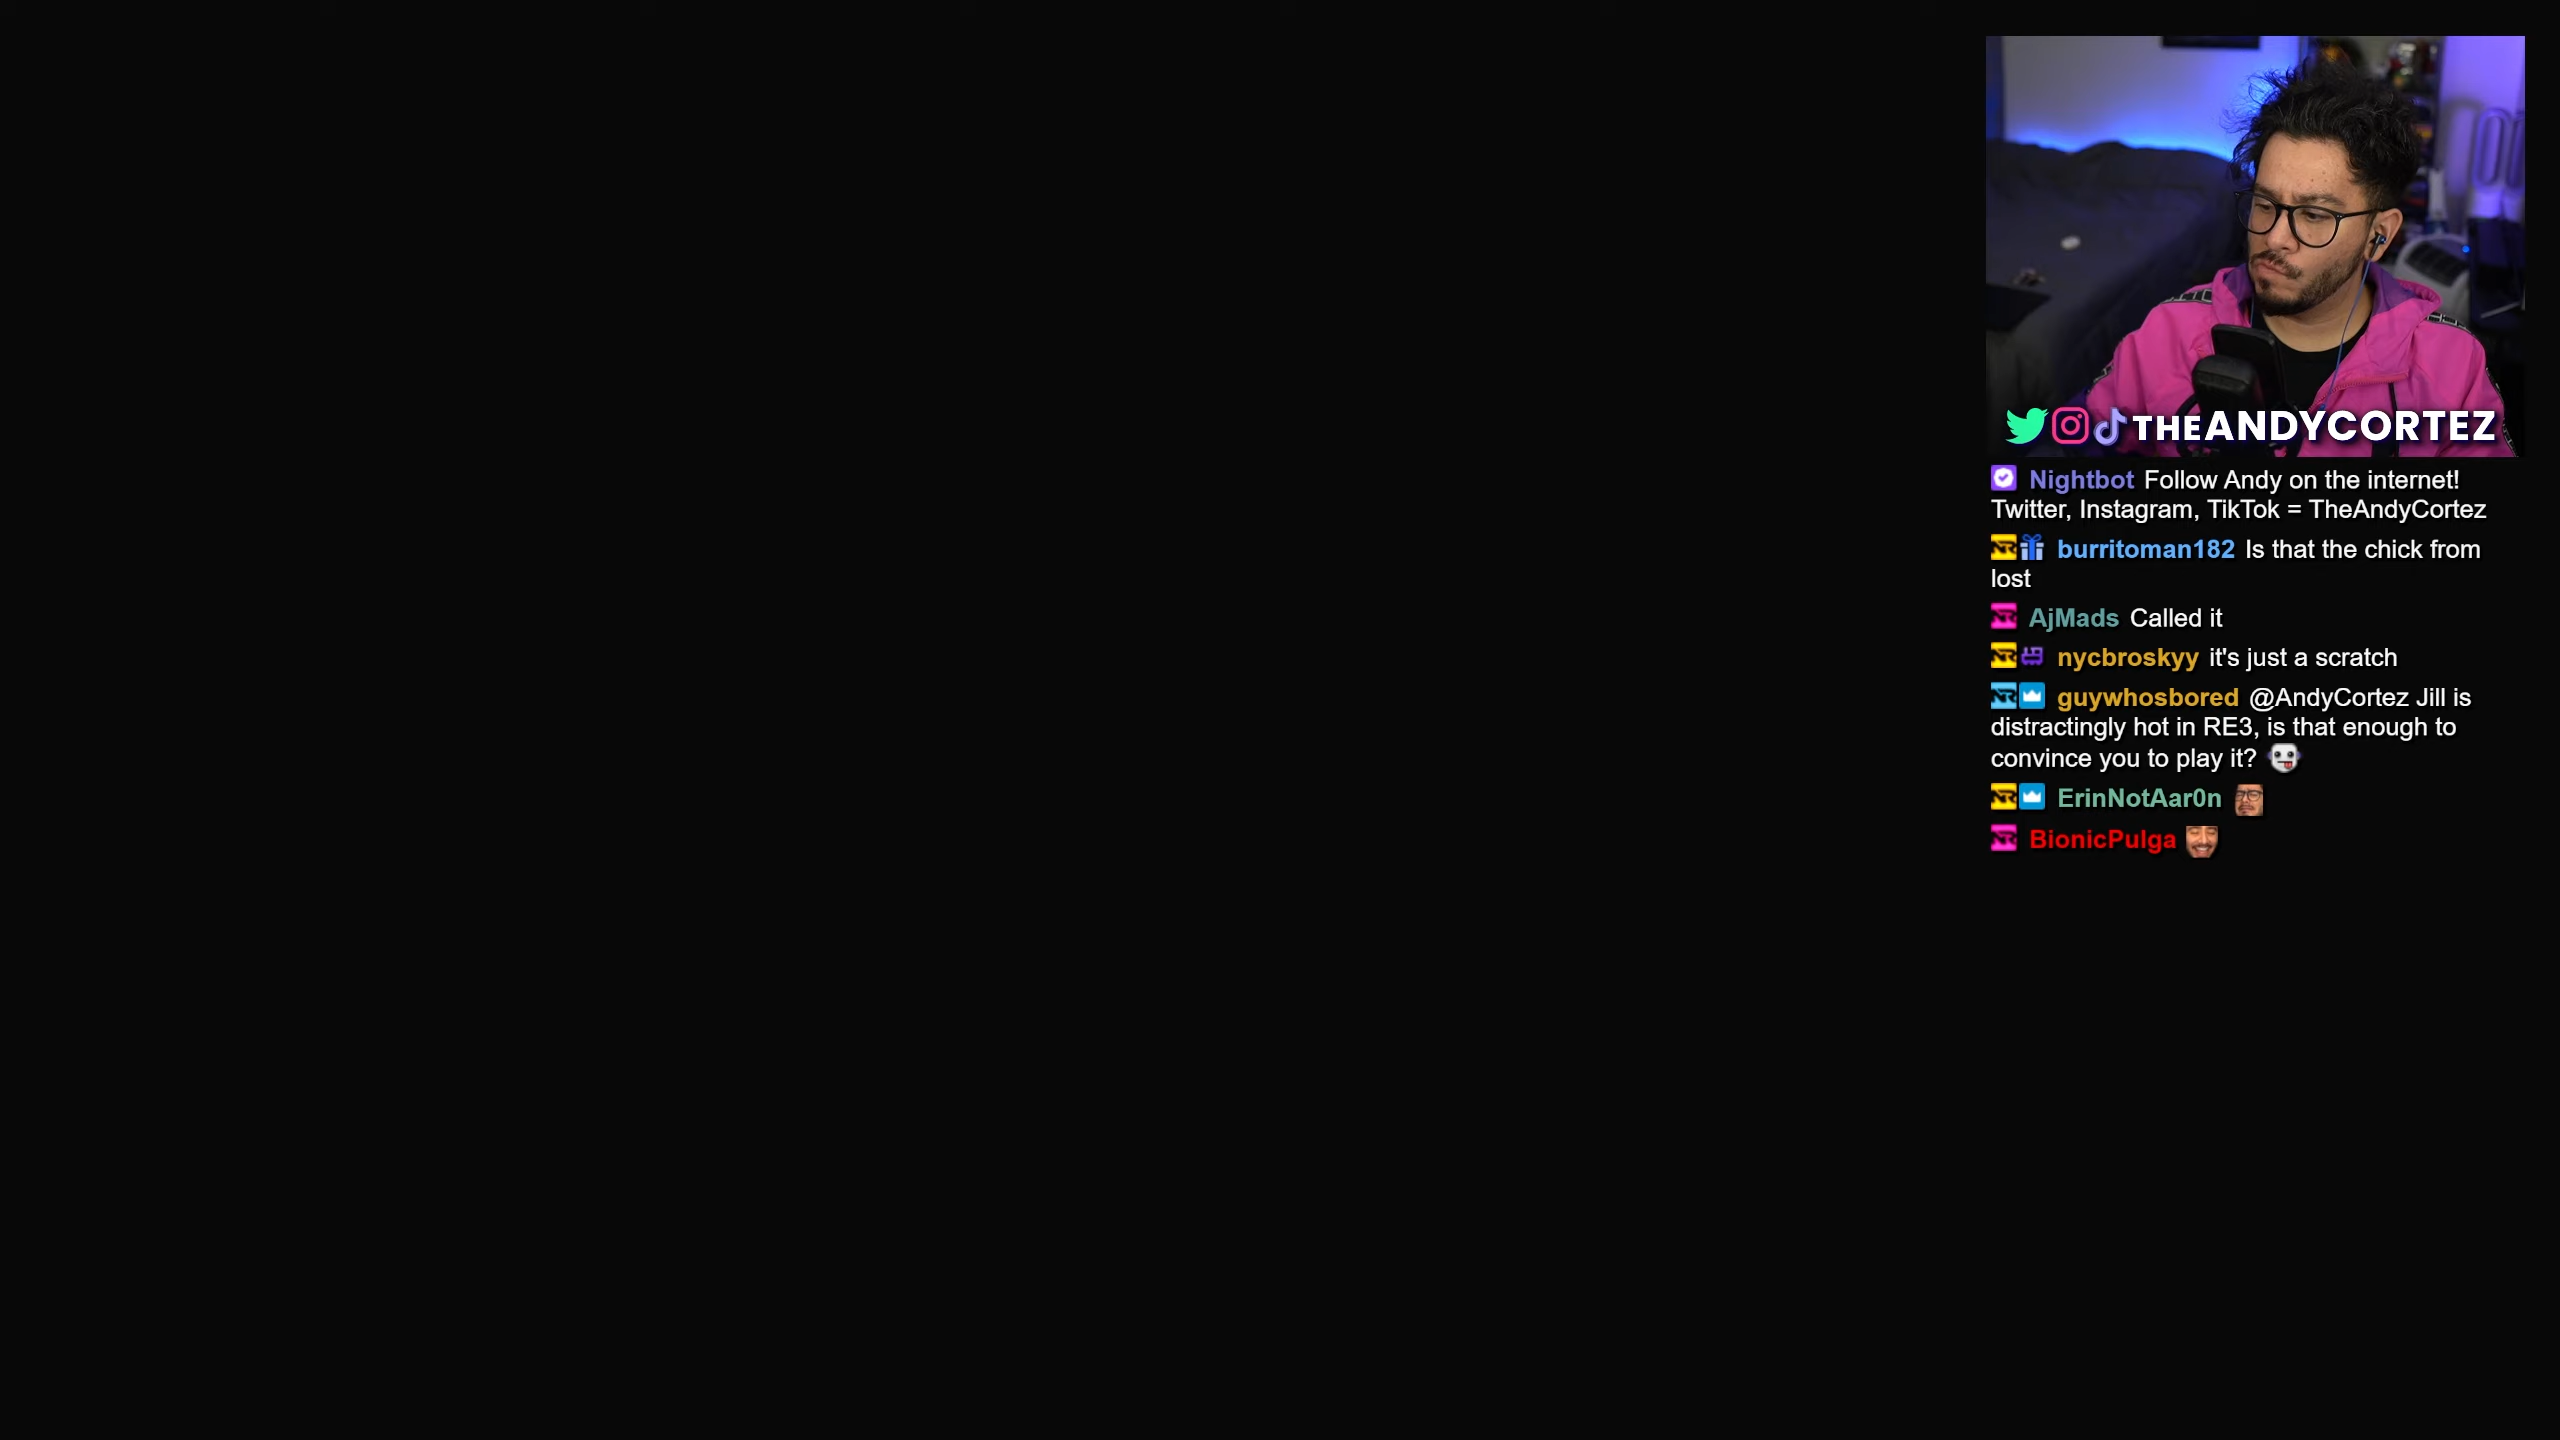 THEANDYCORTEZ
Nightbot Follow Andy on the internet!
Twitter, Instagram, TikTok = TheAndyCortez
burritoman182 Is that the chick from
lost
AjMads Called it
nycbroskyy it's just a scratch
guywhosbored @AndyCortez Jill is
distractingly hot in RE3, is that enough to
convince you to play it?
ErinNotAar0n
BionicPulga